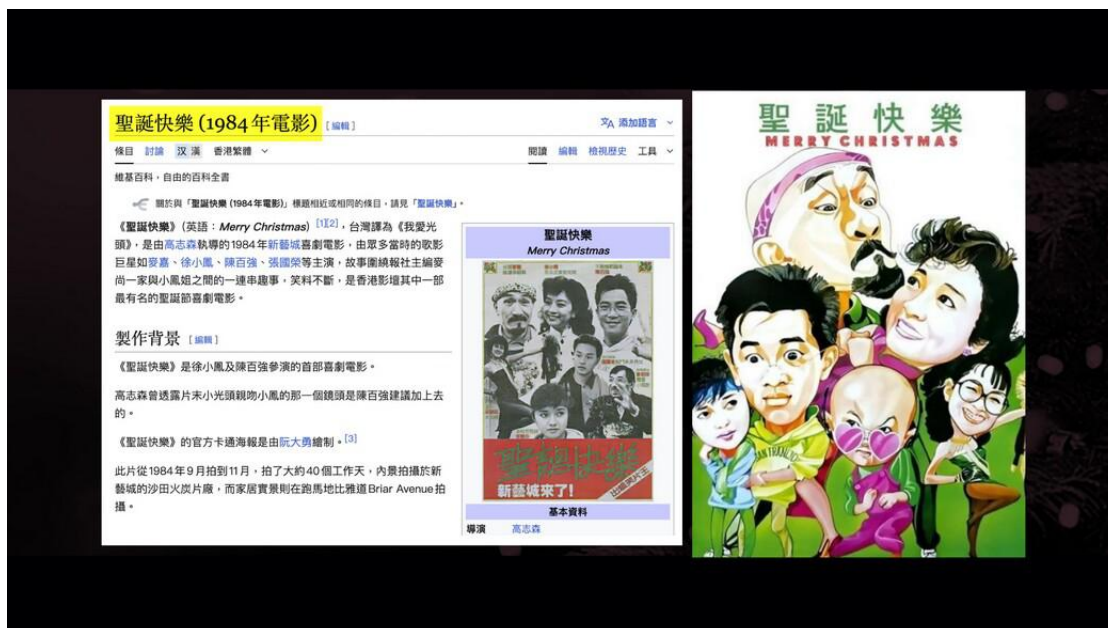 聖誕快樂 (1984年電影) [編輯]
添加語言
條目 討論 汉 漢 香港繁體
閱讀 編輯 檢視歷史 工具
維基百科，自由的百科全書
關於與「聖誕快樂 (1984年電影)」標題相近或相同的條目，請見「聖誕快樂」。
《聖誕快樂》(英語：Merry Christmas) [1][2]，台灣譯為《我愛光
頭》，是由高志森執導的1984年新藝城喜劇電影，由眾多當時的歌影
巨星如麥嘉、徐小鳳、陳百強、張國榮等主演，故事圍繞報社主編麥
尚一家與小鳳姐之間的一連串趣事，笑料不斷，是香港影壇其中一部
最有名的聖誕節喜劇電影。
製作背景 [編輯]
《聖誕快樂》是徐小鳳及陳百強參演的首部喜劇電影。
高志森曾透露片末小光頭親吻小鳳的那一個鏡頭是陳百強建議加上去
的。
《聖誕快樂》的官方卡通海報是由阮大勇繪制。[3]
此片從1984年9月拍到11月，拍了大約40個工作天，內景拍攝於新
藝城的沙田火炭片廠，而家居實景則在跑馬地比雅道Briar Avenue拍
攝。
聖誕快樂
Merry Christmas
聖誕快樂
新藝城來了!
基本資料
導演 高志森
聖誕快樂
MERRY CHRISTMAS